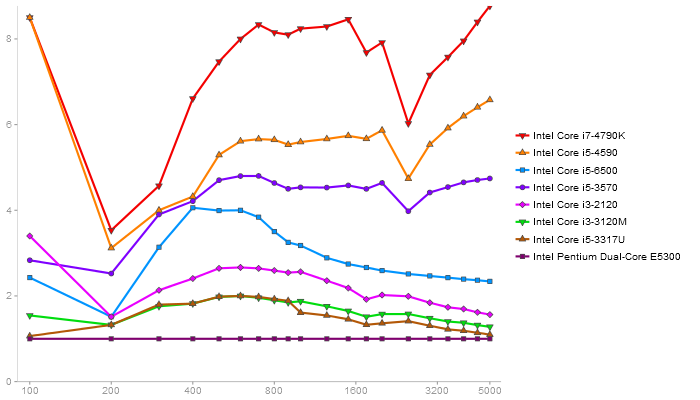 8
6
4
2
0
100 200 400 800 1600 3200 5000
Intel Core i7-4790K
Intel Core i5-4590
Intel Core i5-6500
Intel Core i5-3570
Intel Core i3-2120
Intel Core i3-3120M
Intel Core i5-3317U
Intel Pentium Dual-Core E5300